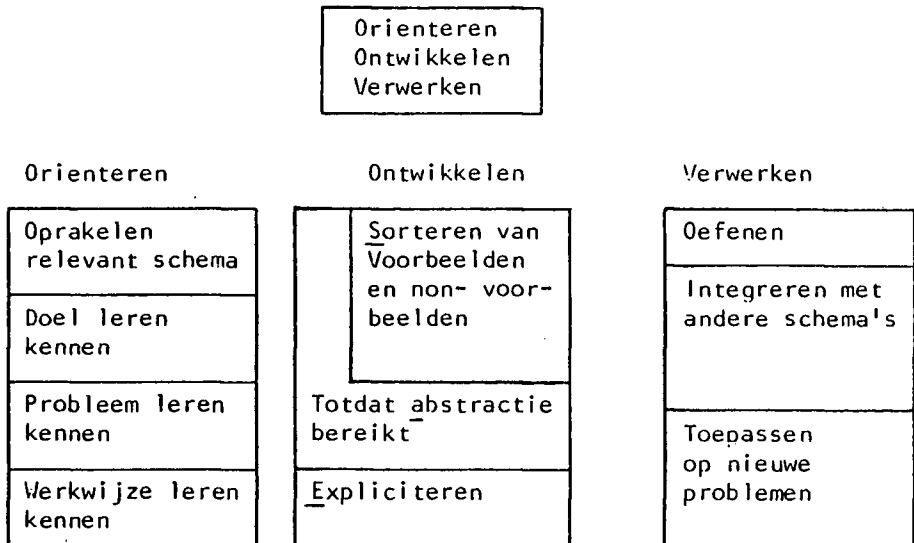 Orienteren
Ontwikkelen
Verwerken
Orienteren
Ontwikkelen
Verwerken
Oprakelen
relevant schema
Doel leren
kennen
Probleem leren
kennen
Werkwijze leren
kennen
Sorteren van
Voorbeelden
en non- voor-
beelden
Totdat abstractie
bereikt
Expliciteren
Oefenen
Integreren met
andere schema's
Toepassen
op nieuwe
problemen